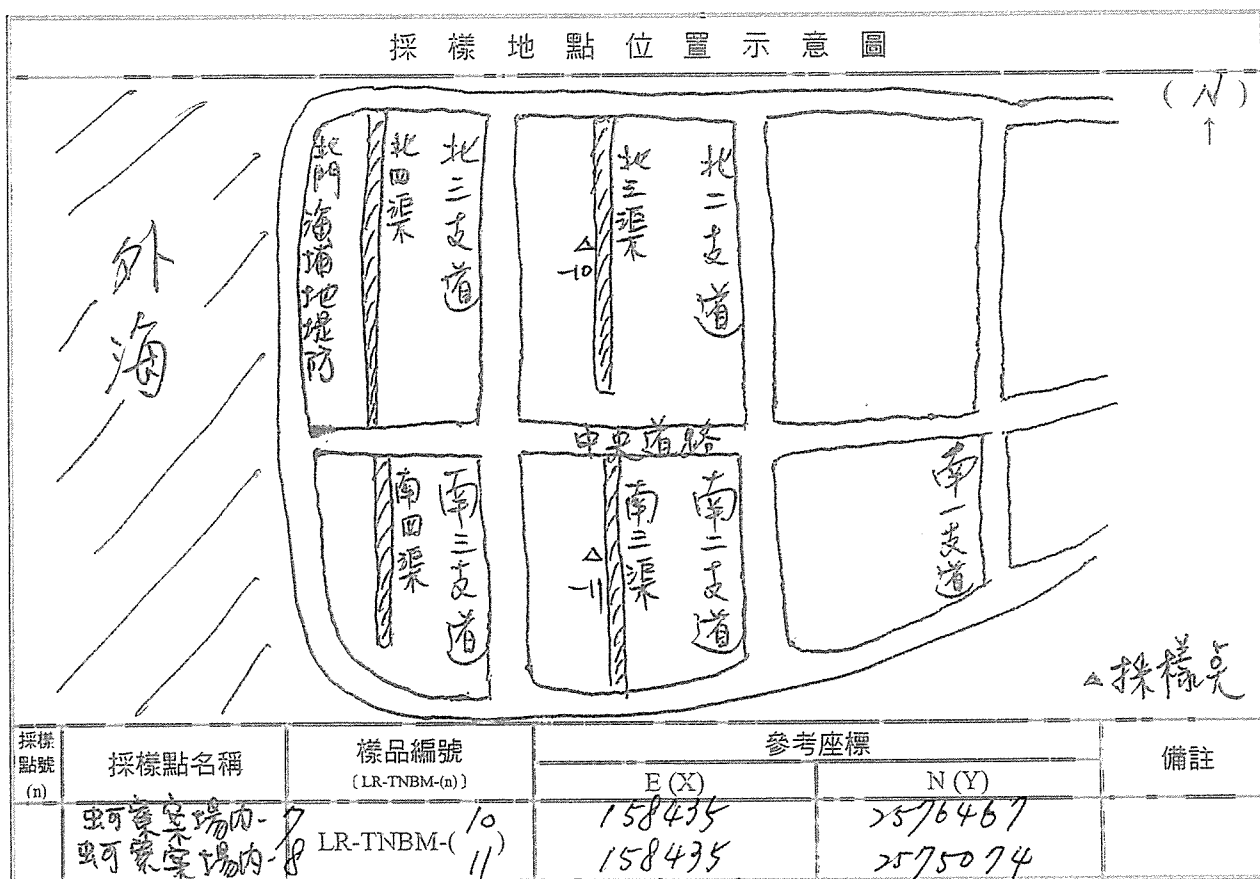 採樣地點位置示意圖
(N)
↑
外海
北門海埔地堤防
北四渠
北三支道
△
-10
北三渠
北二支道
中央道路
南四渠
南三支道
△
-11
南三渠
南二支道
南一支道
△採樣点
採樣點號(n) 採樣點名稱 樣品編號 [LR-TNBM-(n)] 參考座標 備註
E (X) N (Y)
蚵寮案場內-7 LR-TNBM-(10 158435 2576467
蚵寮案場內-8 11) 158435 2575074